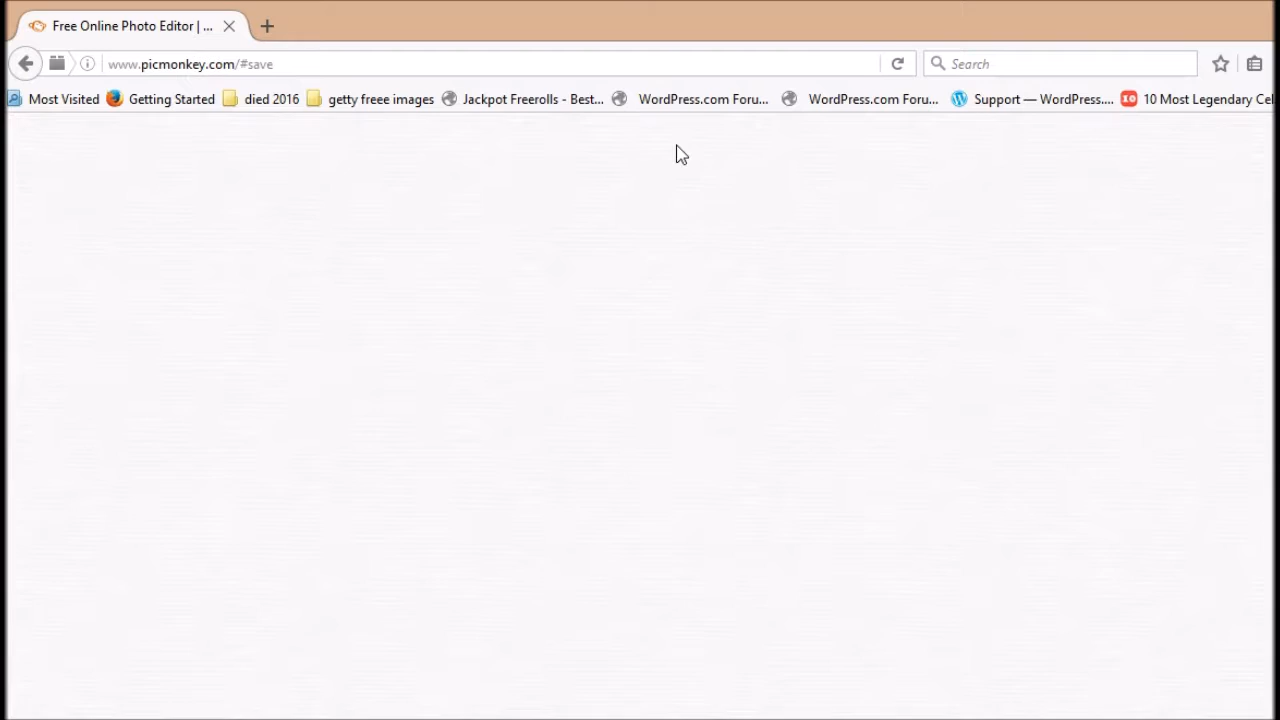 Free Online Photo Editor | ...
www.picmonkey.com/#save
Search
Most Visited Getting Started died 2016 getty freee images Jackpot Freerolls - Best... WordPress.com Foru... WordPress.com Foru... Support — WordPress.... 10 Most Legendary Cel